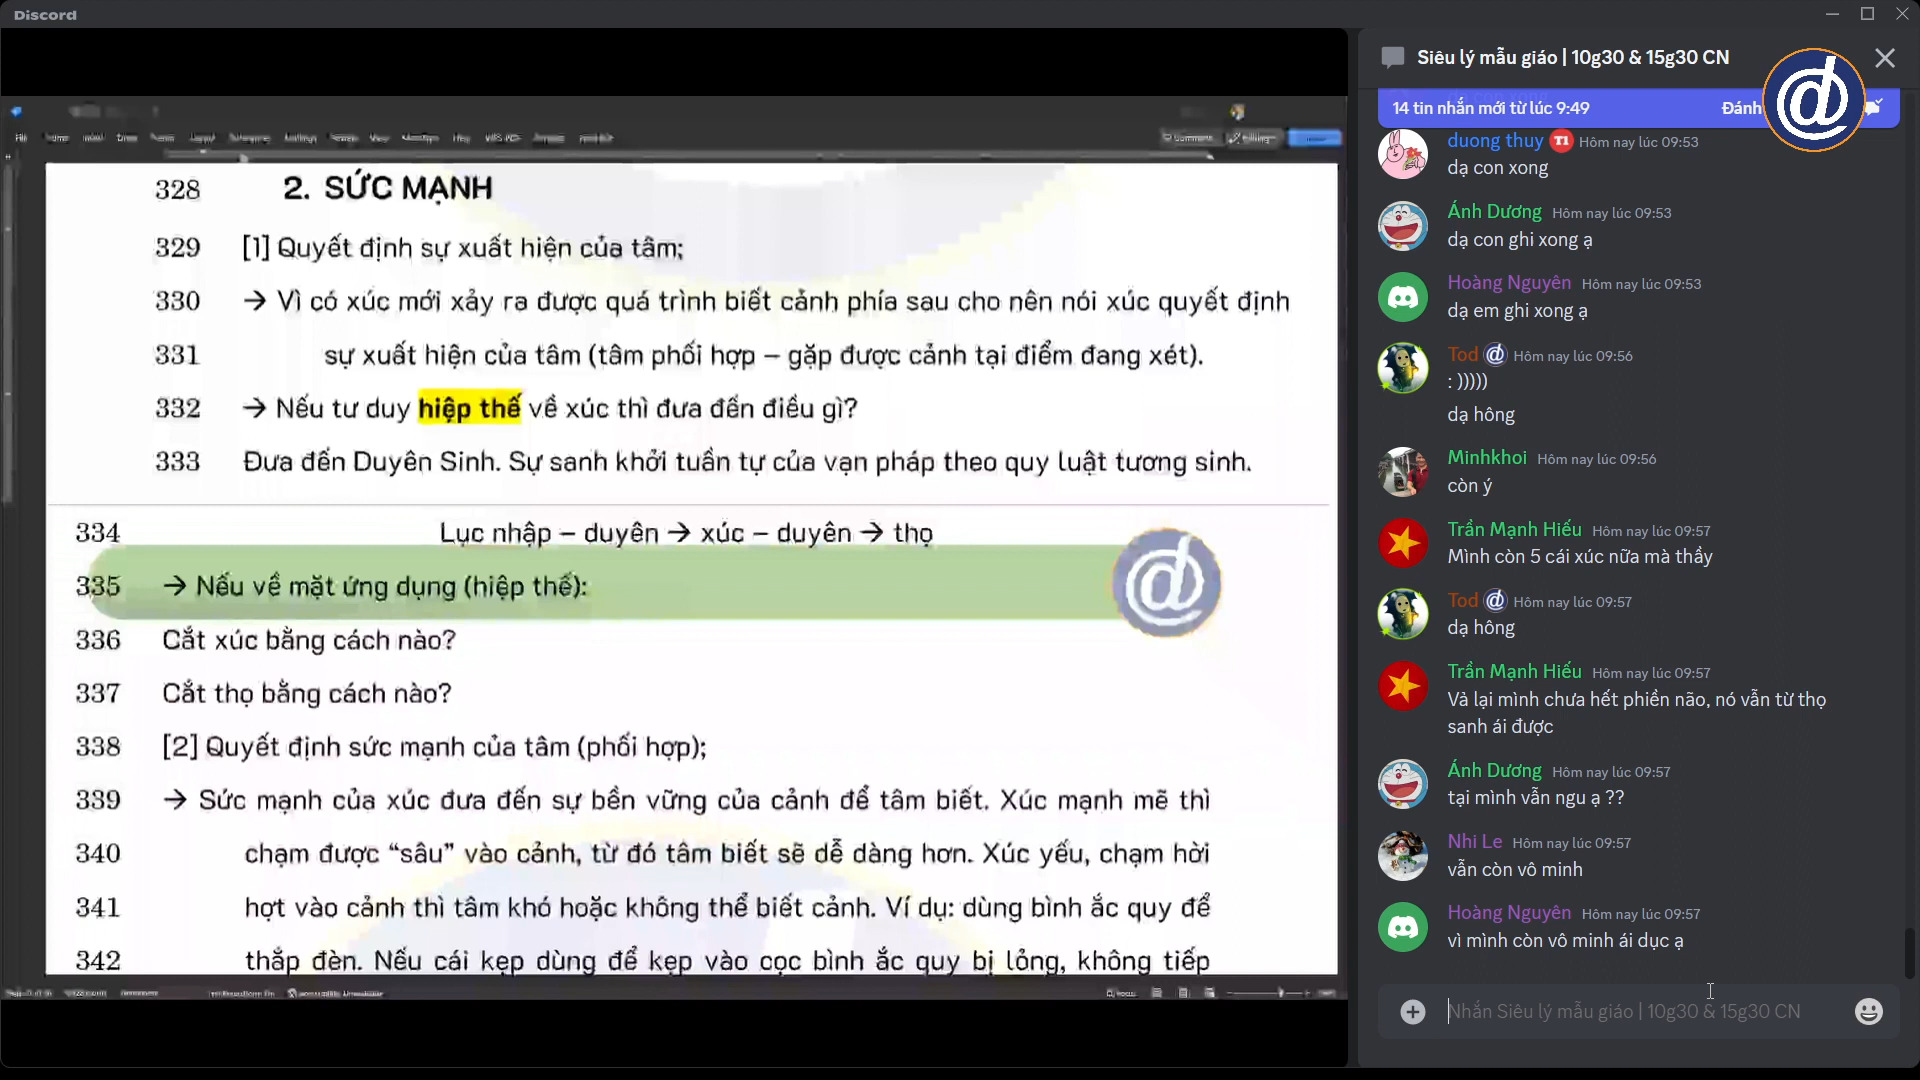 Discord
328 2. SỨC MẠNH
329 [1] Quyết định sự xuất hiện của tâm;
330 → Vì có xúc mới xảy ra được quá trình biết cảnh phía sau cho nên nói xúc quyết định
331 sự xuất hiện của tâm (tâm phối hợp – gặp được cảnh tại điểm đang xét).
332 → Nếu tư duy hiệp thế về xúc thì đưa đến điều gì?
333 Đưa đến Duyên Sinh. Sự sanh khởi tuần tự của vạn pháp theo quy luật tương sinh.
334 Lục nhập – duyên → xúc – duyên → thọ
335 → Nếu về mặt ứng dụng (hiệp thế):
336 Cắt xúc bằng cách nào?
337 Cắt thọ bằng cách nào?
338 [2] Quyết định sức mạnh của tâm (phối hợp);
339 → Sức mạnh của xúc đưa đến sự bền vững của cảnh để tâm biết. Xúc mạnh mẽ thì
340 chạm được “sâu” vào cảnh, từ đó tâm biết sẽ dễ dàng hơn. Xúc yếu, chạm hời
341 hợt vào cảnh thì tâm khó hoặc không thể biết cảnh. Ví dụ: dùng bình ắc quy để
342 thắp đèn. Nếu cái kẹp dùng để kẹp vào cọc bình ắc quy bị lỏng, không tiếp
Siêu lý mẫu giáo | 10g30 & 15g30 CN
14 tin nhắn mới từ lúc 9:49 Đánh
duong thuy T1 Hôm nay lúc 09:53
dạ con xong
Ánh Dương Hôm nay lúc 09:53
dạ con ghi xong ạ
Hoàng Nguyên Hôm nay lúc 09:53
dạ em ghi xong ạ
Tod @ Hôm nay lúc 09:56
: )))))
dạ hông
Minhkhoi Hôm nay lúc 09:56
còn ý
Trần Mạnh Hiếu Hôm nay lúc 09:57
Mình còn 5 cái xúc nữa mà thầy
Tod @ Hôm nay lúc 09:57
dạ hông
Trần Mạnh Hiếu Hôm nay lúc 09:57
Vả lại mình chưa hết phiền não, nó vẫn từ thọ
sanh ái được
Ánh Dương Hôm nay lúc 09:57
tại mình vẫn ngu ạ ??
Nhi Le Hôm nay lúc 09:57
vẫn còn vô minh
Hoàng Nguyên Hôm nay lúc 09:57
vì mình còn vô minh ái dục ạ
Nhắn Siêu lý mẫu giáo | 10g30 & 15g30 CN